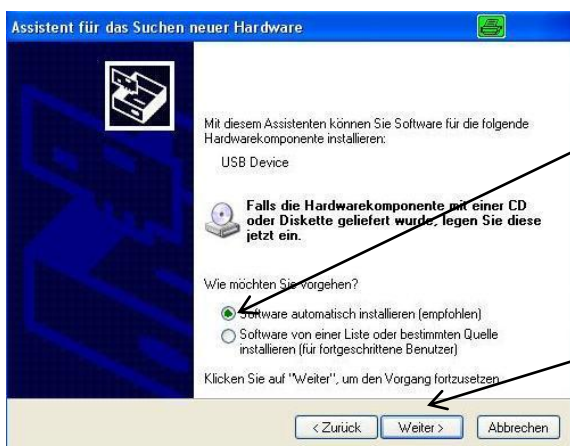 Assistent für das Suchen neuer Hardware
Mit diesem Assistenten können Sie Software für die folgende
Hardwarekomponente installieren:
USB Device
Falls die Hardwarekomponente mit einer CD
oder Diskette geliefert wurde, legen Sie diese
jetzt ein.
Wie möchten Sie vorgehen?
Software automatisch installieren (empfohlen)
Software von einer Liste oder bestimmten Quelle
installieren (für fortgeschrittene Benutzer)
Klicken Sie auf "Weiter", um den Vorgang fortzusetzen.
< Zurück Weiter > Abbrechen